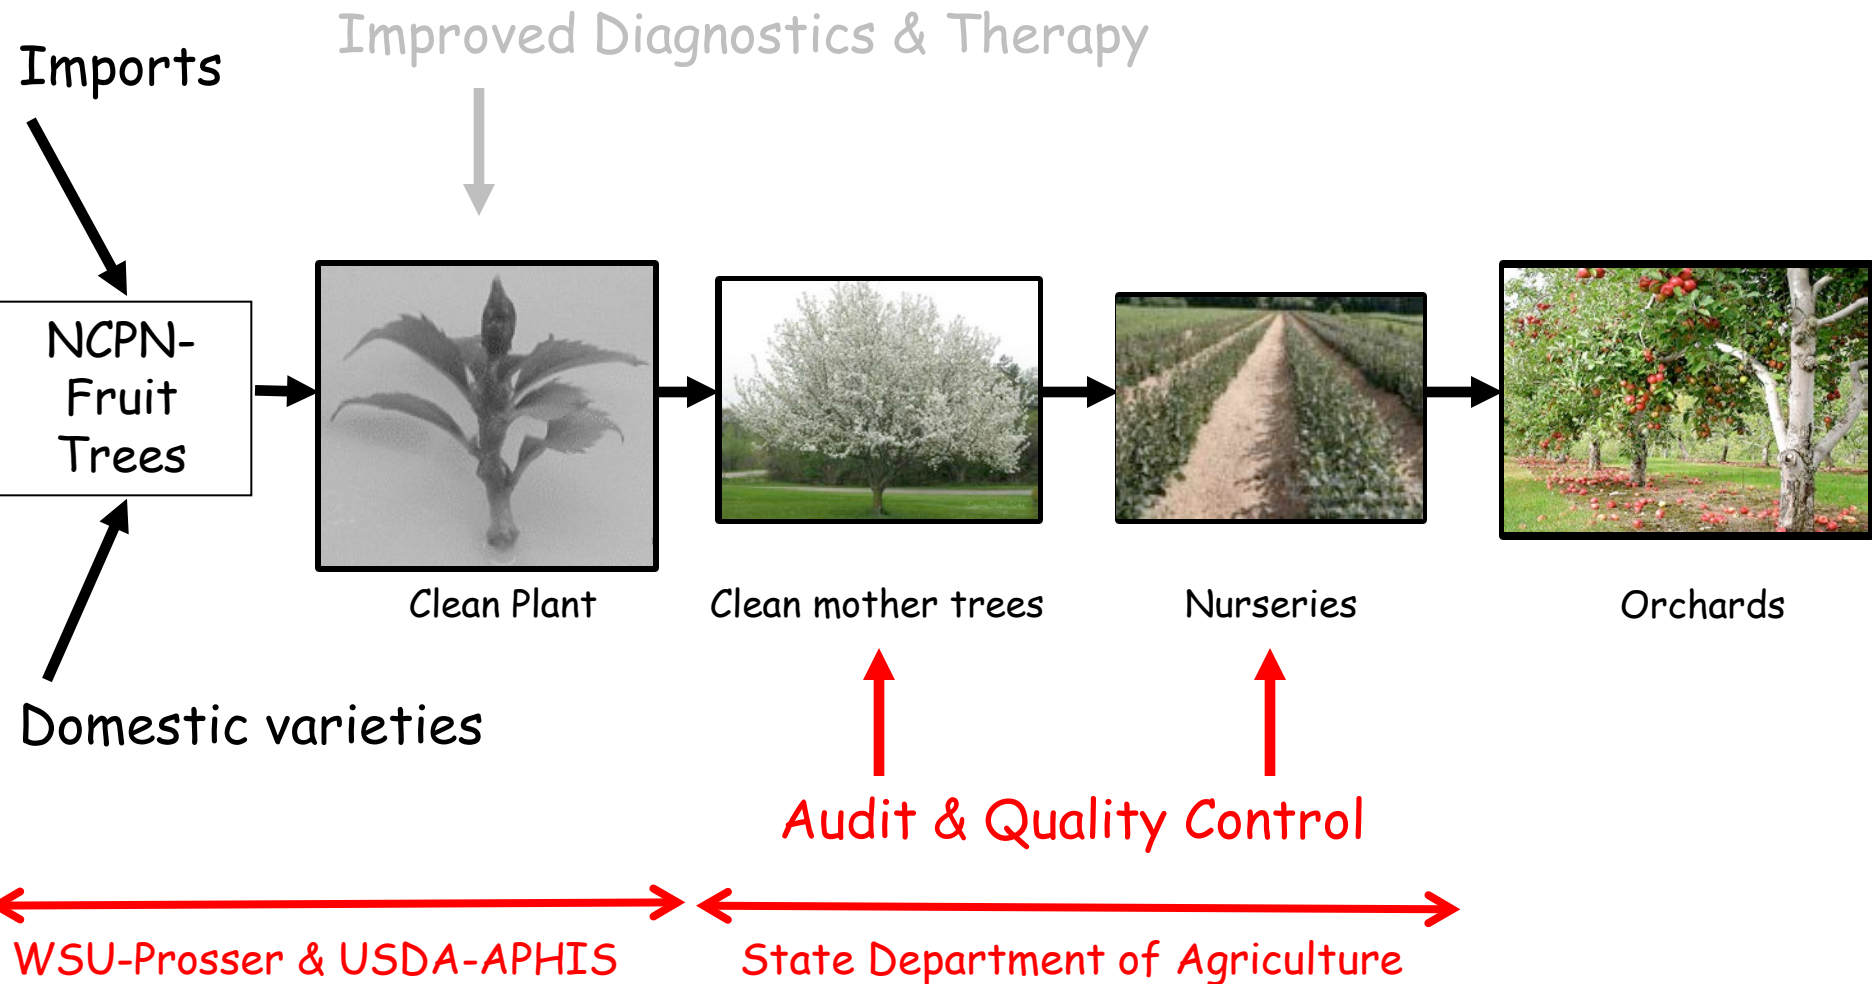 Improved Diagnostics & Therapy
Imports
NCPN-
Fruit
Trees
Clean Plant
Clean mother trees
Nurseries
Orchards
Domestic varieties
Audit & Quality Control
WSU-Prosser & USDA-APHIS
State Department of Agriculture